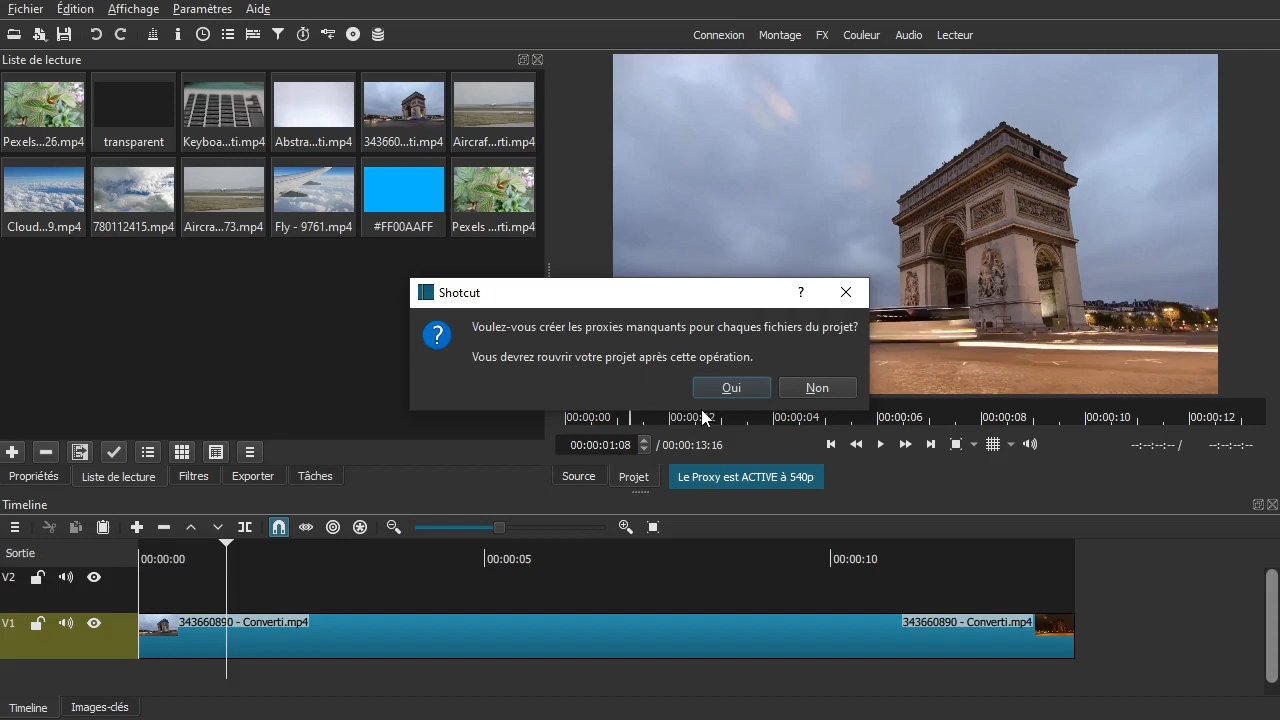 Fichier Édition Affichage Paramètres Aide
Connexion Montage FX Couleur Audio Lecteur
Liste de lecture
Pexels...26.mp4 transparent Keyboa...ti.mp4 Abstra...ti.mp4 343660...ti.mp4 Aircraf...rti.mp4
Cloud...9.mp4 780112415.mp4 Aircra...73.mp4 Fly - 9761.mp4 #FF00AAFF Pexels ...rti.mp4
Shotcut
?
Voulez-vous créer les proxies manquants pour chaques fichiers du projet?
Vous devrez rouvrir votre projet après cette opération.
Oui Non
00:00:00 00:00:02 00:00:04 00:00:06 00:00:08 00:00:10 00:00:12
00:00:01:08 / 00:00:13:16 --:--:--:-- / --:--:--:--
Propriétés Liste de lecture Filtres Exporter Tâches
Source Projet Le Proxy est ACTIVE à 540p
Timeline
Sortie
00:00:00 00:00:05 00:00:10
V2
V1
343660890 - Converti.mp4 343660890 - Converti.mp4
Timeline Images-clés